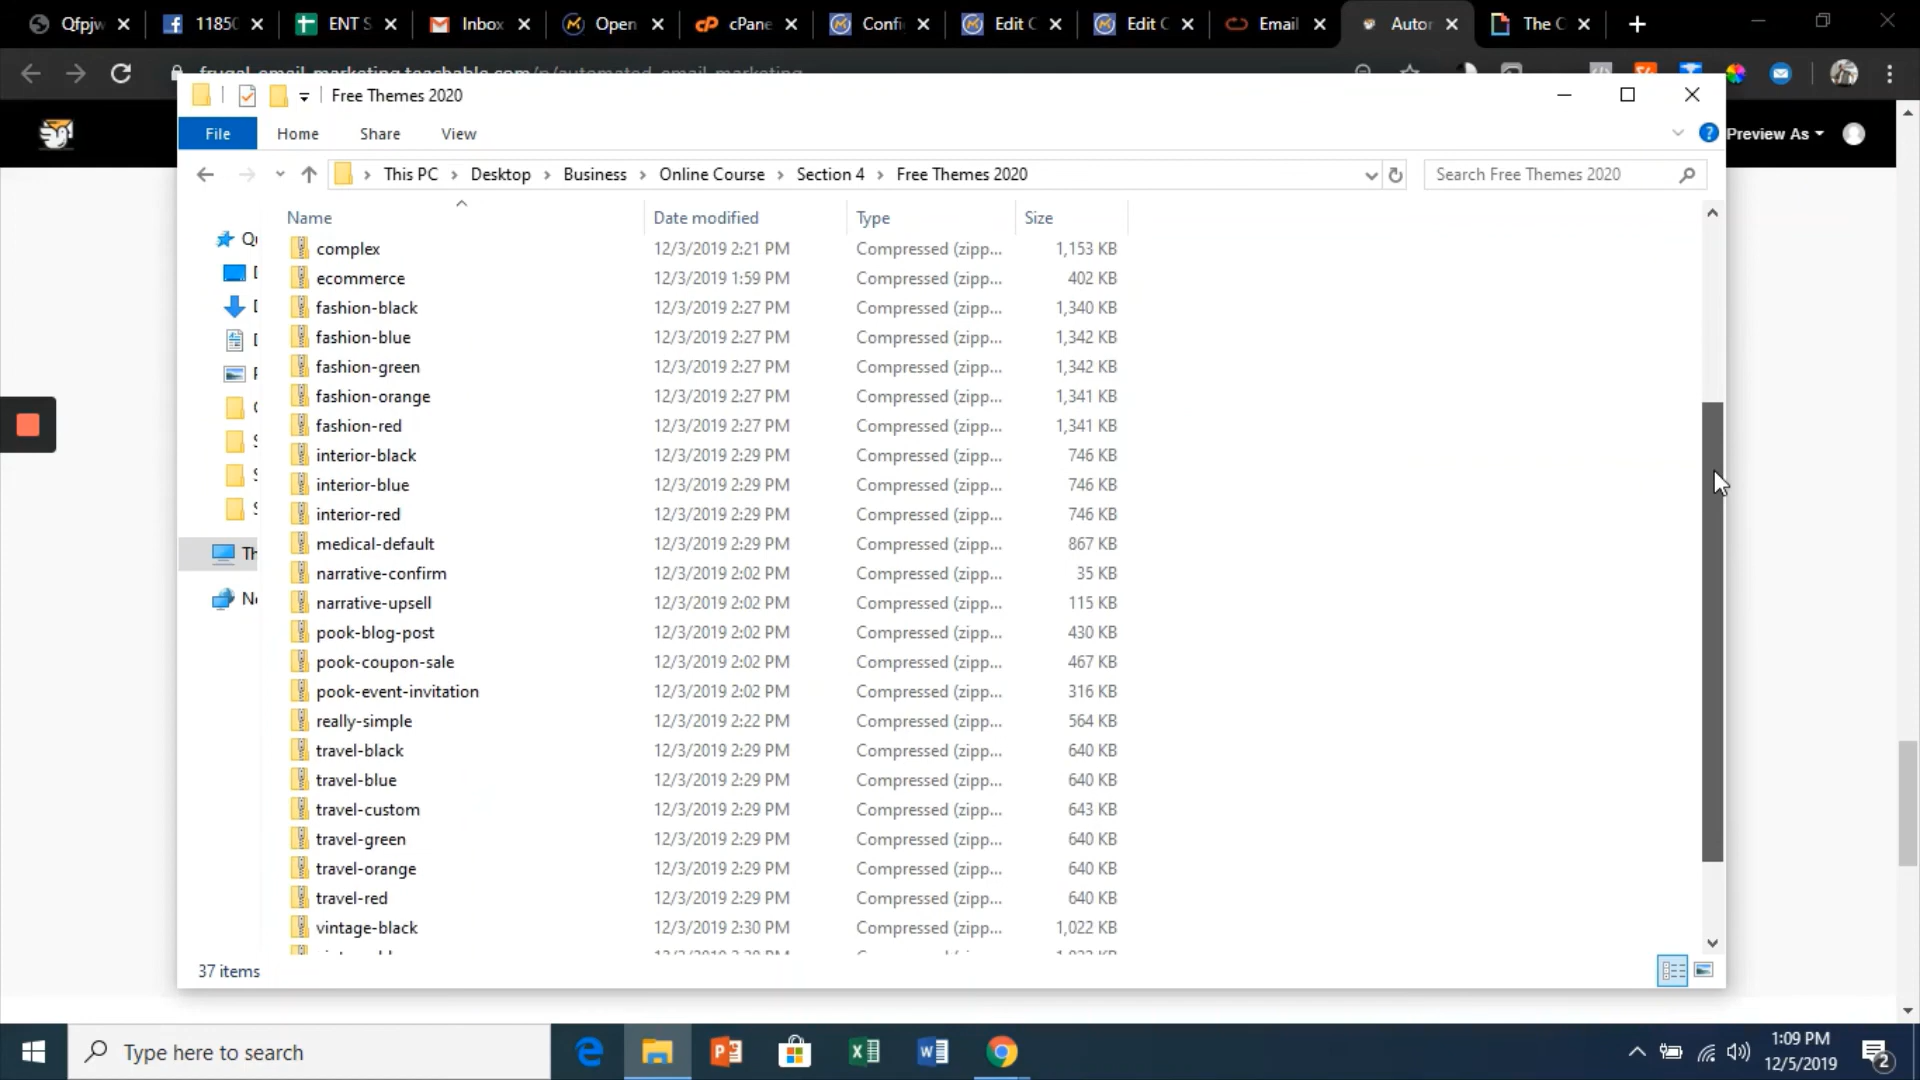 Qfpjw
11850
ENT S
Inbox
Open
cPane
Confi
Edit C
Edit C
Email
Autor
The C
frugal-email-marketing.teachable.com/p/automated-email-marketing
Free Themes 2020
File
Home
Share
View
Preview As
This PC
Desktop
Business
Online Course
Section 4
Free Themes 2020
Search Free Themes 2020
Name
Date modified
Type
Size
complex 12/3/2019 2:21 PM Compressed (zipp... 1,153 KB
ecommerce 12/3/2019 1:59 PM Compressed (zipp... 402 KB
fashion-black 12/3/2019 2:27 PM Compressed (zipp... 1,340 KB
fashion-blue 12/3/2019 2:27 PM Compressed (zipp... 1,342 KB
fashion-green 12/3/2019 2:27 PM Compressed (zipp... 1,342 KB
fashion-orange 12/3/2019 2:27 PM Compressed (zipp... 1,341 KB
fashion-red 12/3/2019 2:27 PM Compressed (zipp... 1,341 KB
interior-black 12/3/2019 2:29 PM Compressed (zipp... 746 KB
interior-blue 12/3/2019 2:29 PM Compressed (zipp... 746 KB
interior-red 12/3/2019 2:29 PM Compressed (zipp... 746 KB
medical-default 12/3/2019 2:29 PM Compressed (zipp... 867 KB
narrative-confirm 12/3/2019 2:02 PM Compressed (zipp... 35 KB
narrative-upsell 12/3/2019 2:02 PM Compressed (zipp... 115 KB
pook-blog-post 12/3/2019 2:02 PM Compressed (zipp... 430 KB
pook-coupon-sale 12/3/2019 2:02 PM Compressed (zipp... 467 KB
pook-event-invitation 12/3/2019 2:02 PM Compressed (zipp... 316 KB
really-simple 12/3/2019 2:22 PM Compressed (zipp... 564 KB
travel-black 12/3/2019 2:29 PM Compressed (zipp... 640 KB
travel-blue 12/3/2019 2:29 PM Compressed (zipp... 640 KB
travel-custom 12/3/2019 2:29 PM Compressed (zipp... 643 KB
travel-green 12/3/2019 2:29 PM Compressed (zipp... 640 KB
travel-orange 12/3/2019 2:29 PM Compressed (zipp... 640 KB
travel-red 12/3/2019 2:29 PM Compressed (zipp... 640 KB
vintage-black 12/3/2019 2:30 PM Compressed (zipp... 1,022 KB
37 items
Type here to search
1:09 PM
12/5/2019
2